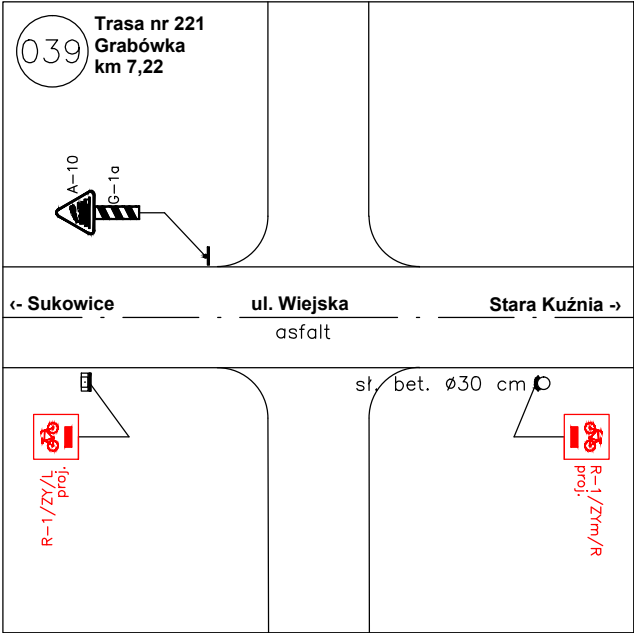 039
Trasa nr 221
Grabówka
km 7,22
A-10
G-1a
‹- Sukowice
ul. Wiejska
Stara Kuźnia -›
asfalt
sł. bet. Ø30 cm
R-1/ZY/L
proj.
R-1/ZYm/R
proj.